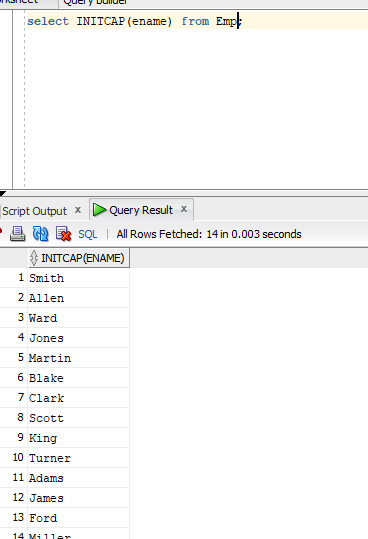 Query Builder
select INITCAP(ename) from Emp;
Script Output x Query Result x
SQL | All Rows Fetched: 14 in 0.003 seconds
INITCAP(ENAME)
1 Smith
2 Allen
3 Ward
4 Jones
5 Martin
6 Blake
7 Clark
8 Scott
9 King
10 Turner
11 Adams
12 James
13 Ford
14 Miller